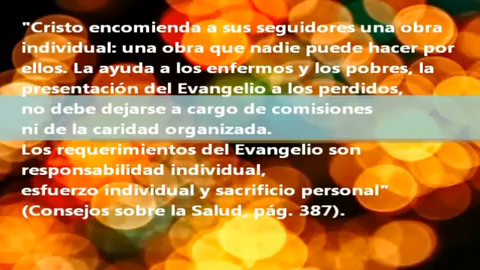 "Cristo encomienda a sus seguidores una obra
individual: una obra que nadie puede hacer por
ellos. La ayuda a los enfermos y los pobres, la
presentación del Evangelio a los perdidos,
no debe dejarse a cargo de comisiones
ni de la caridad organizada.
Los requerimientos del Evangelio son
responsabilidad individual,
esfuerzo individual y sacrificio personal"
(Consejos sobre la Salud, pág. 387).